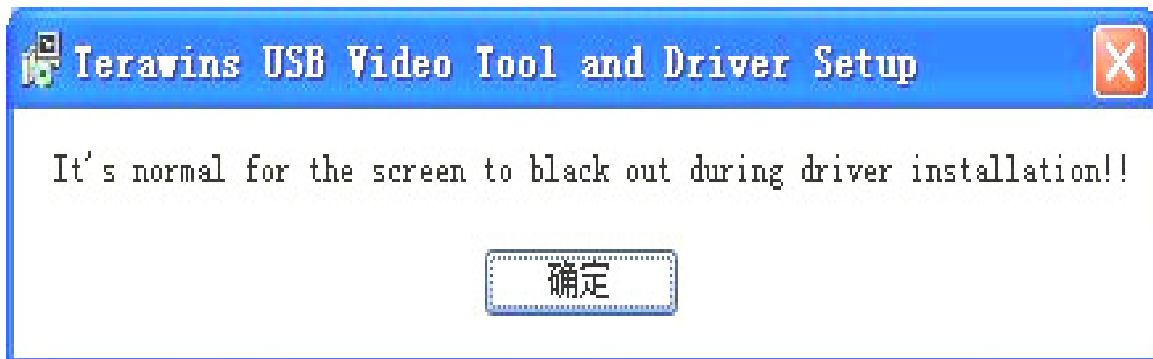 Terawins USB Video Tool and Driver Setup
It's normal for the screen to black out during driver installation!!
确定